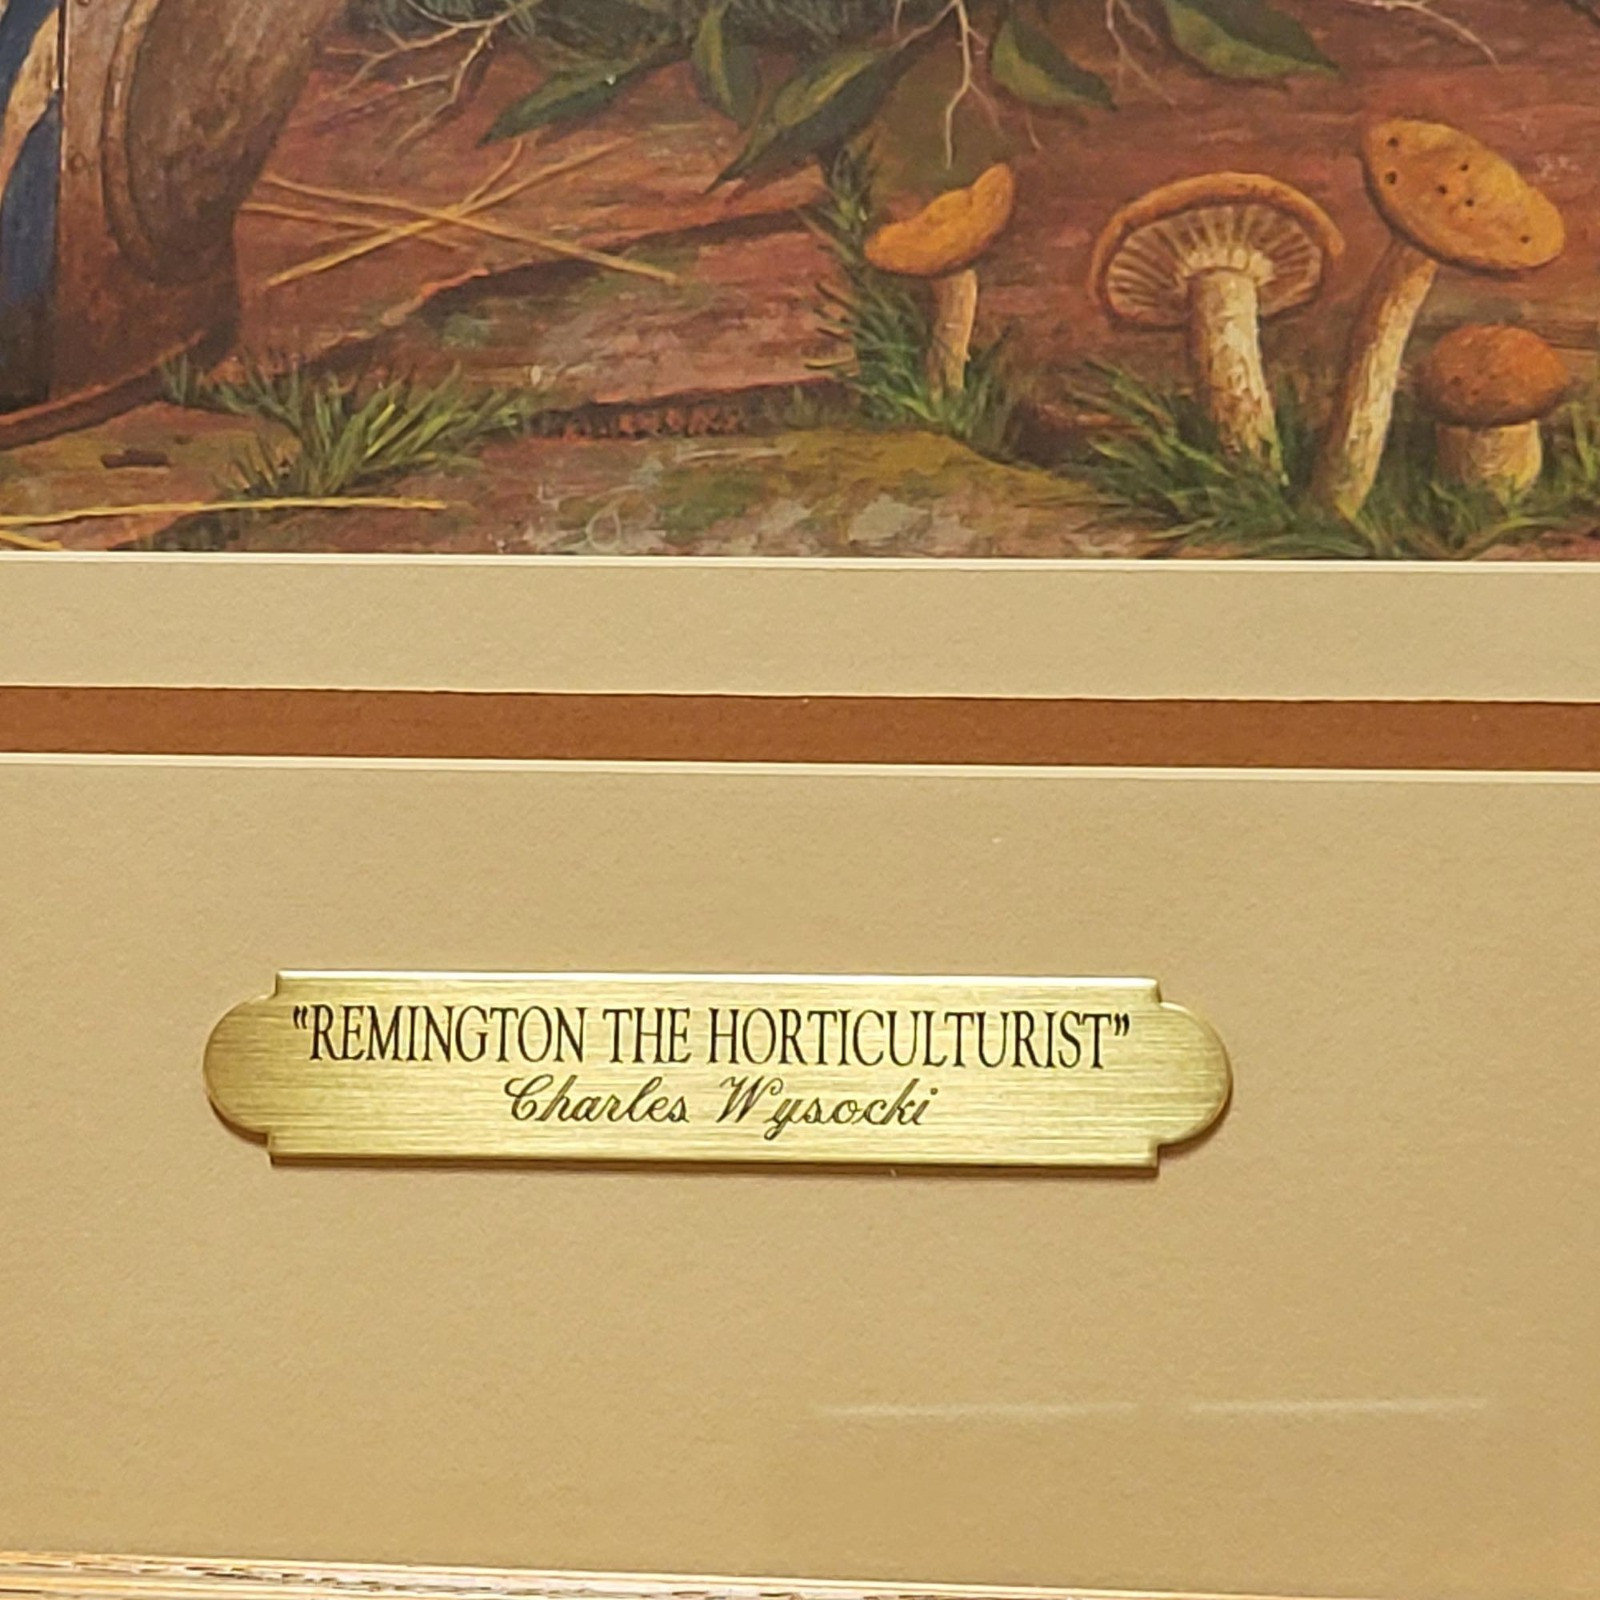 "REMINGTON THE HORTICULTURIST"
Charles Wysocki